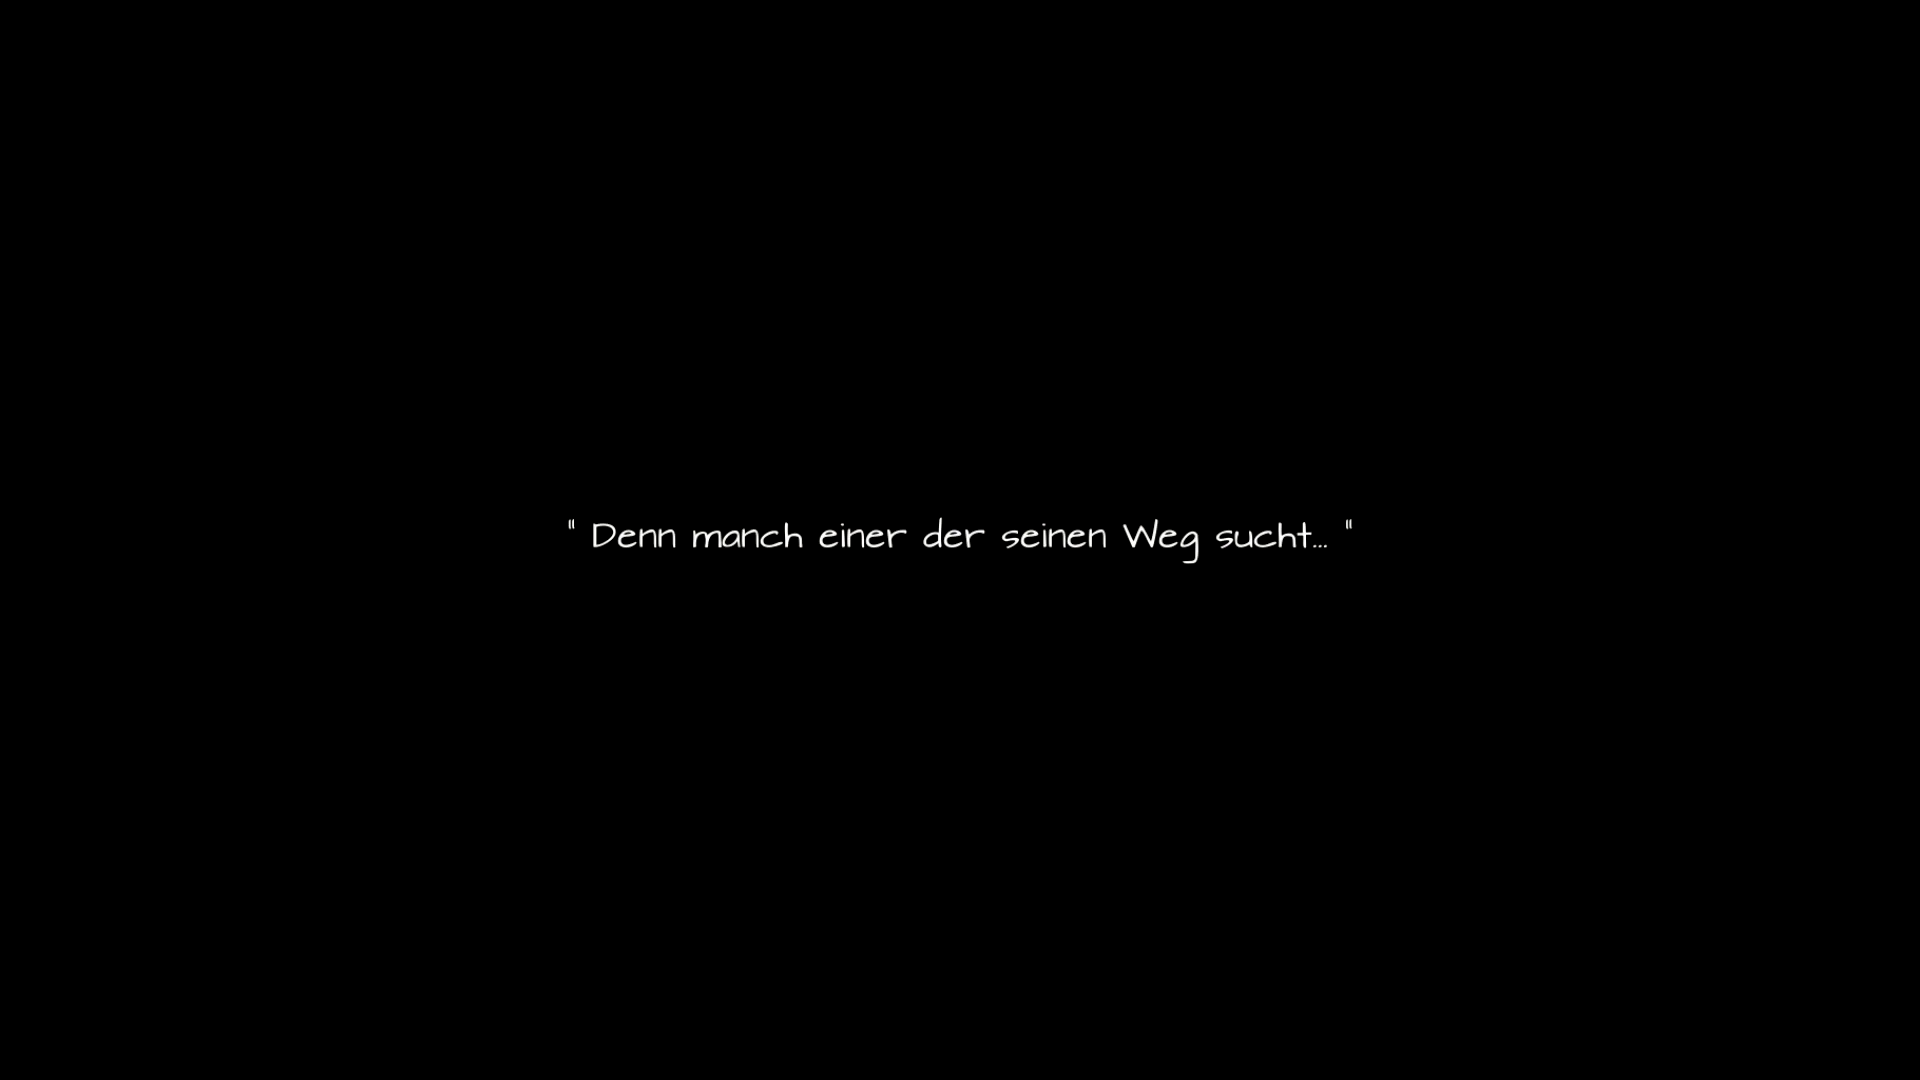 " Denn manch einer der seinen Weg sucht... "